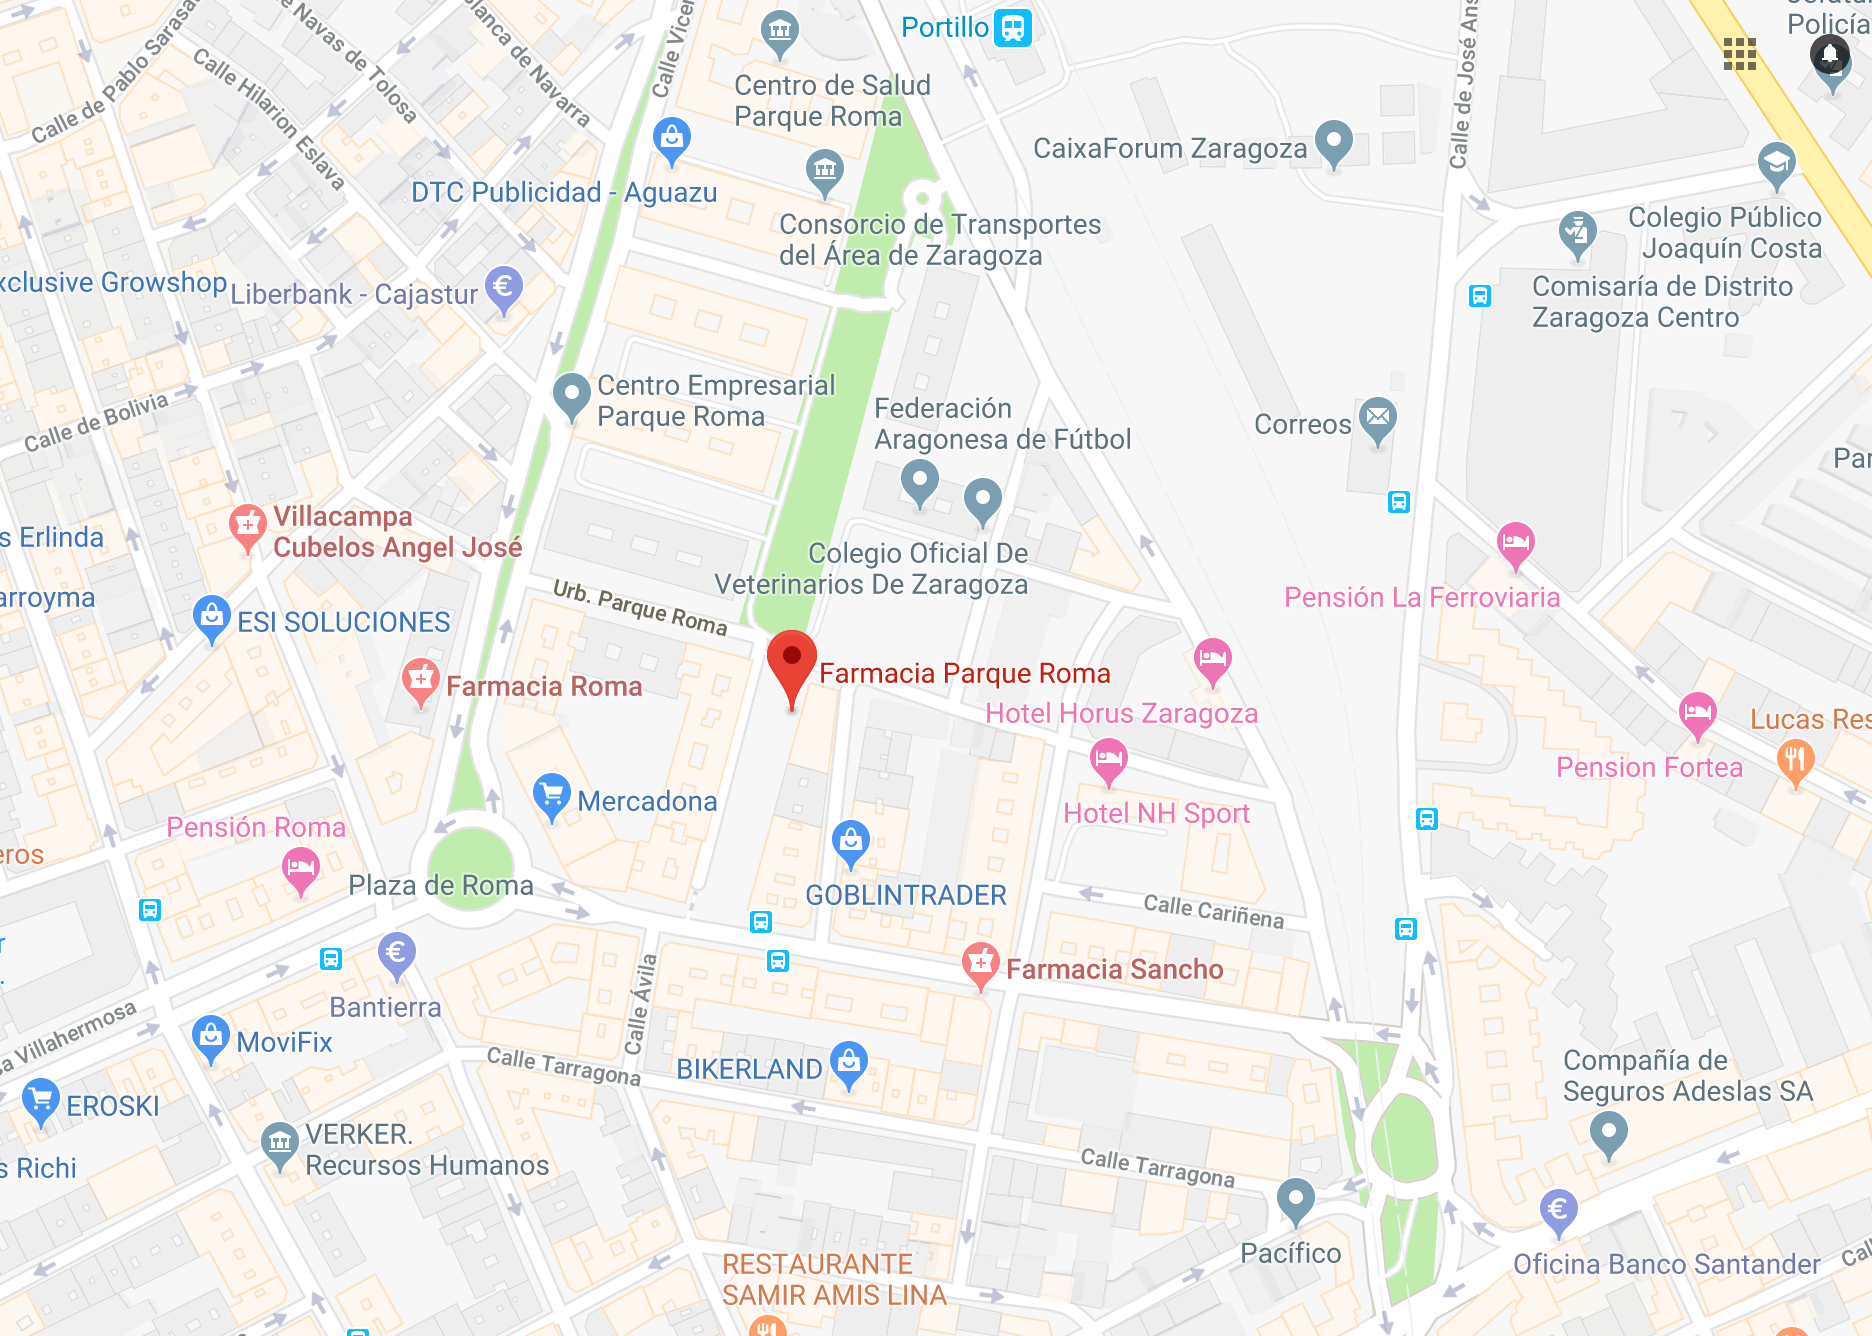 Portillo
Policía
Centro de Salud
Parque Roma
Calle de Pablo Sarasa
Navas de Tolosa
Blanca de Navarra
Calle Hilarion Eslava
Calle Vicen
Calle de José Ans
CaixaForum Zaragoza
DTC Publicidad - Aguazu
Consorcio de Transportes
del Área de Zaragoza
Colegio Público
Joaquín Costa
Comisaría de Distrito
Zaragoza Centro
xclusive Growshop
Liberbank - Cajastur
Centro Empresarial
Parque Roma
Calle de Bolivia
Federación
Aragonesa de Fútbol
Correos
Par
Villacampa
Cubelos Angel José
s Erlinda
Colegio Oficial De
Veterinarios De Zaragoza
arroyma
Urb. Parque Roma
Pensión La Ferroviaria
ESI SOLUCIONES
Farmacia Roma
Farmacia Parque Roma
Hotel Horus Zaragoza
Lucas Res
Pension Fortea
Mercadona
Hotel NH Sport
Pensión Roma
eros
Plaza de Roma
GOBLINTRADER
Calle Cariñena
Farmacia Sancho
r
Bantierra
Calle Ávila
sa Villahermosa
MoviFix
Calle Tarragona
BIKERLAND
Compañía de
Seguros Adeslas SA
EROSKI
VERKER.
Recursos Humanos
s Richi
Calle Tarragona
Pacífico
RESTAURANTE
SAMIR AMIS LINA
Oficina Banco Santander
Call